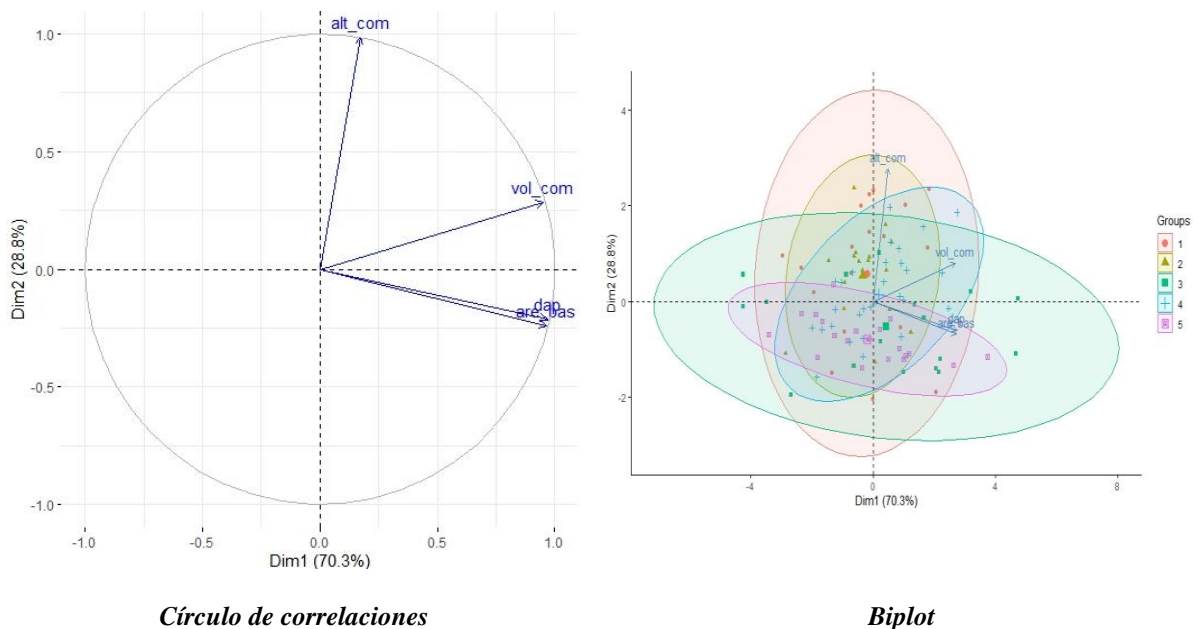 alt_com
vol_com
dap
are_bas
1.0
0.5
0.0
-0.5
-1.0
Dim2 (28.8%)
-1.0
-0.5
0.0
0.5
1.0
Dim1 (70.3%)
Círculo de correlaciones
alt_com
vol_com
dap
are_bas
4
2
0
-2
Dim2 (28.8%)
-4
0
4
8
Dim1 (70.3%)
Groups
1
2
3
4
5
Biplot